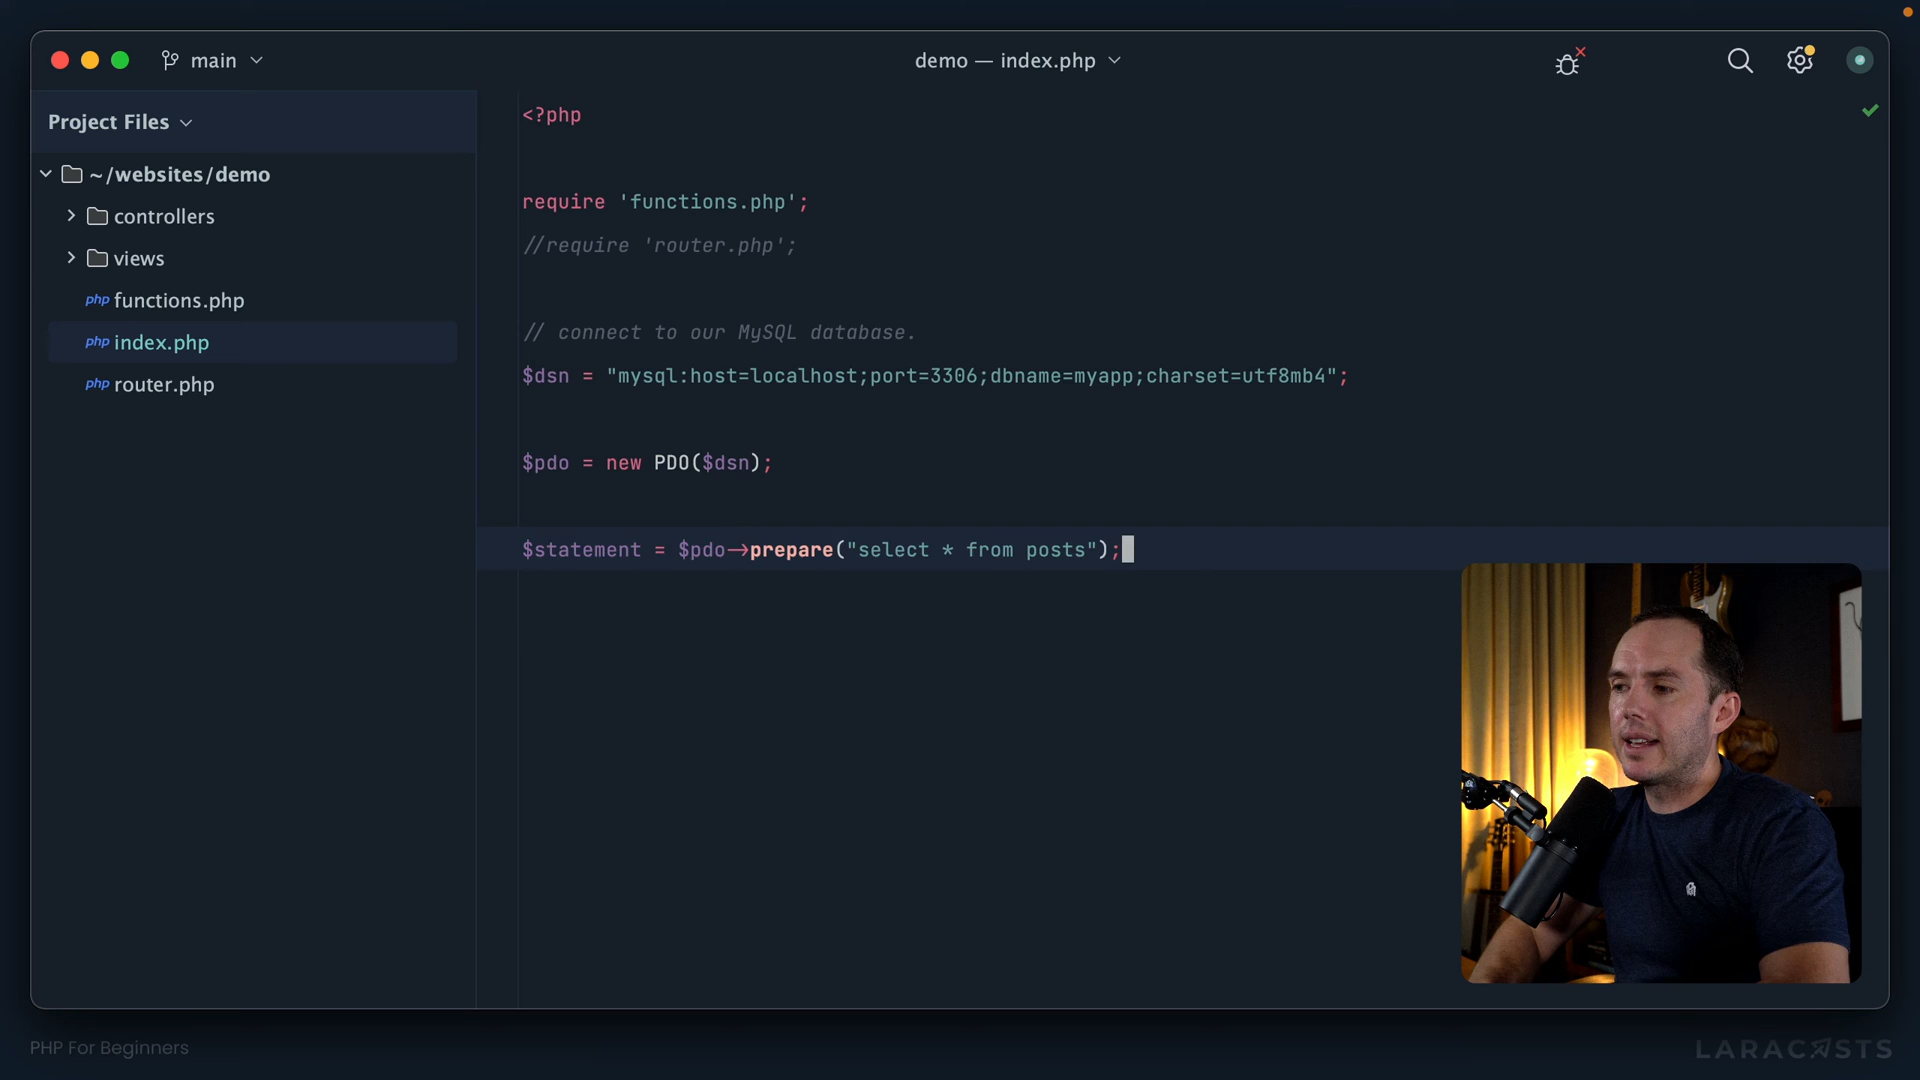 main
demo — index.php
Project Files
~/websites/demo
controllers
views
php functions.php
php index.php
php router.php
<?php
require 'functions.php';
//require 'router.php';
// connect to our MySQL database.
$dsn = "mysql:host=localhost;port=3306;dbname=myapp;charset=utf8mb4";
$pdo = new PDO($dsn);
$statement = $pdo->prepare("select * from posts");
PHP For Beginners
LARACASTS